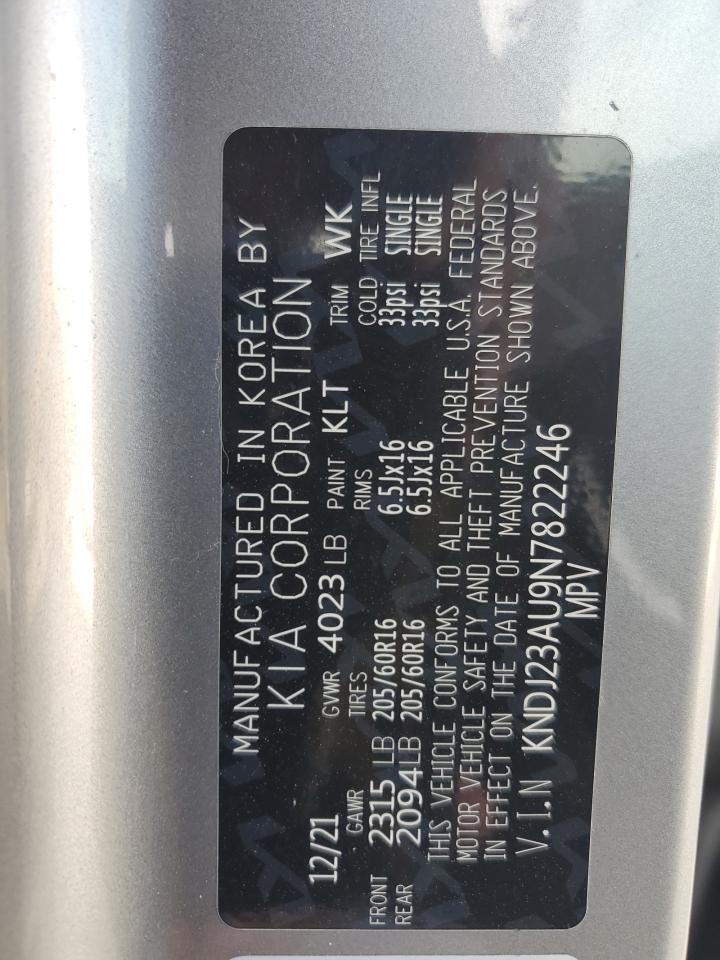 MANUFACTURED IN KOREA BY
KIA CORPORATION
12/21 GVWR 4023 LB PAINT KLT TRIM WK
GAWR TIRES RIMS COLD TIRE INFL
FRONT 2315 LB 205/60R16 6.5Jx16 33psi SINGLE
REAR 2094 LB 205/60R16 6.5Jx16 33psi SINGLE
THIS VEHICLE CONFORMS TO ALL APPLICABLE U.S.A. FEDERAL
MOTOR VEHICLE SAFETY AND THEFT PREVENTION STANDARDS
IN EFFECT ON THE DATE OF MANUFACTURE SHOWN ABOVE.
V.I.N KNDJ23AU9N7822246
MPV